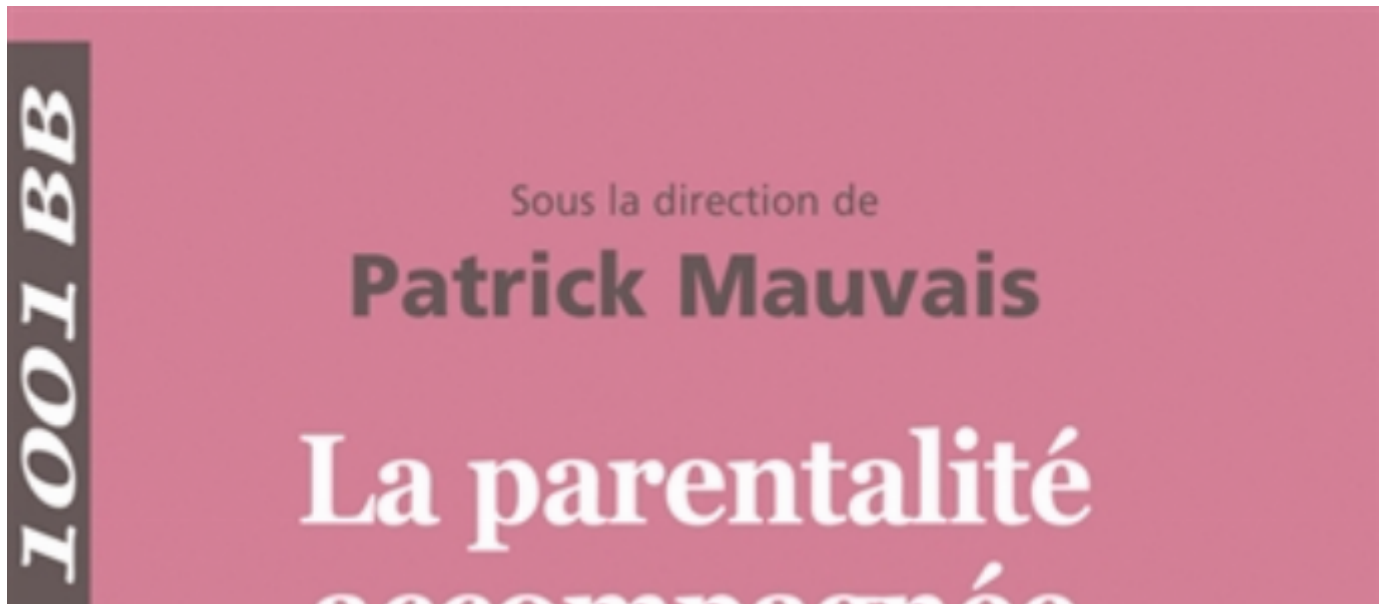 1001 BB
Sous la direction de
Patrick Mauvais
La parentalité